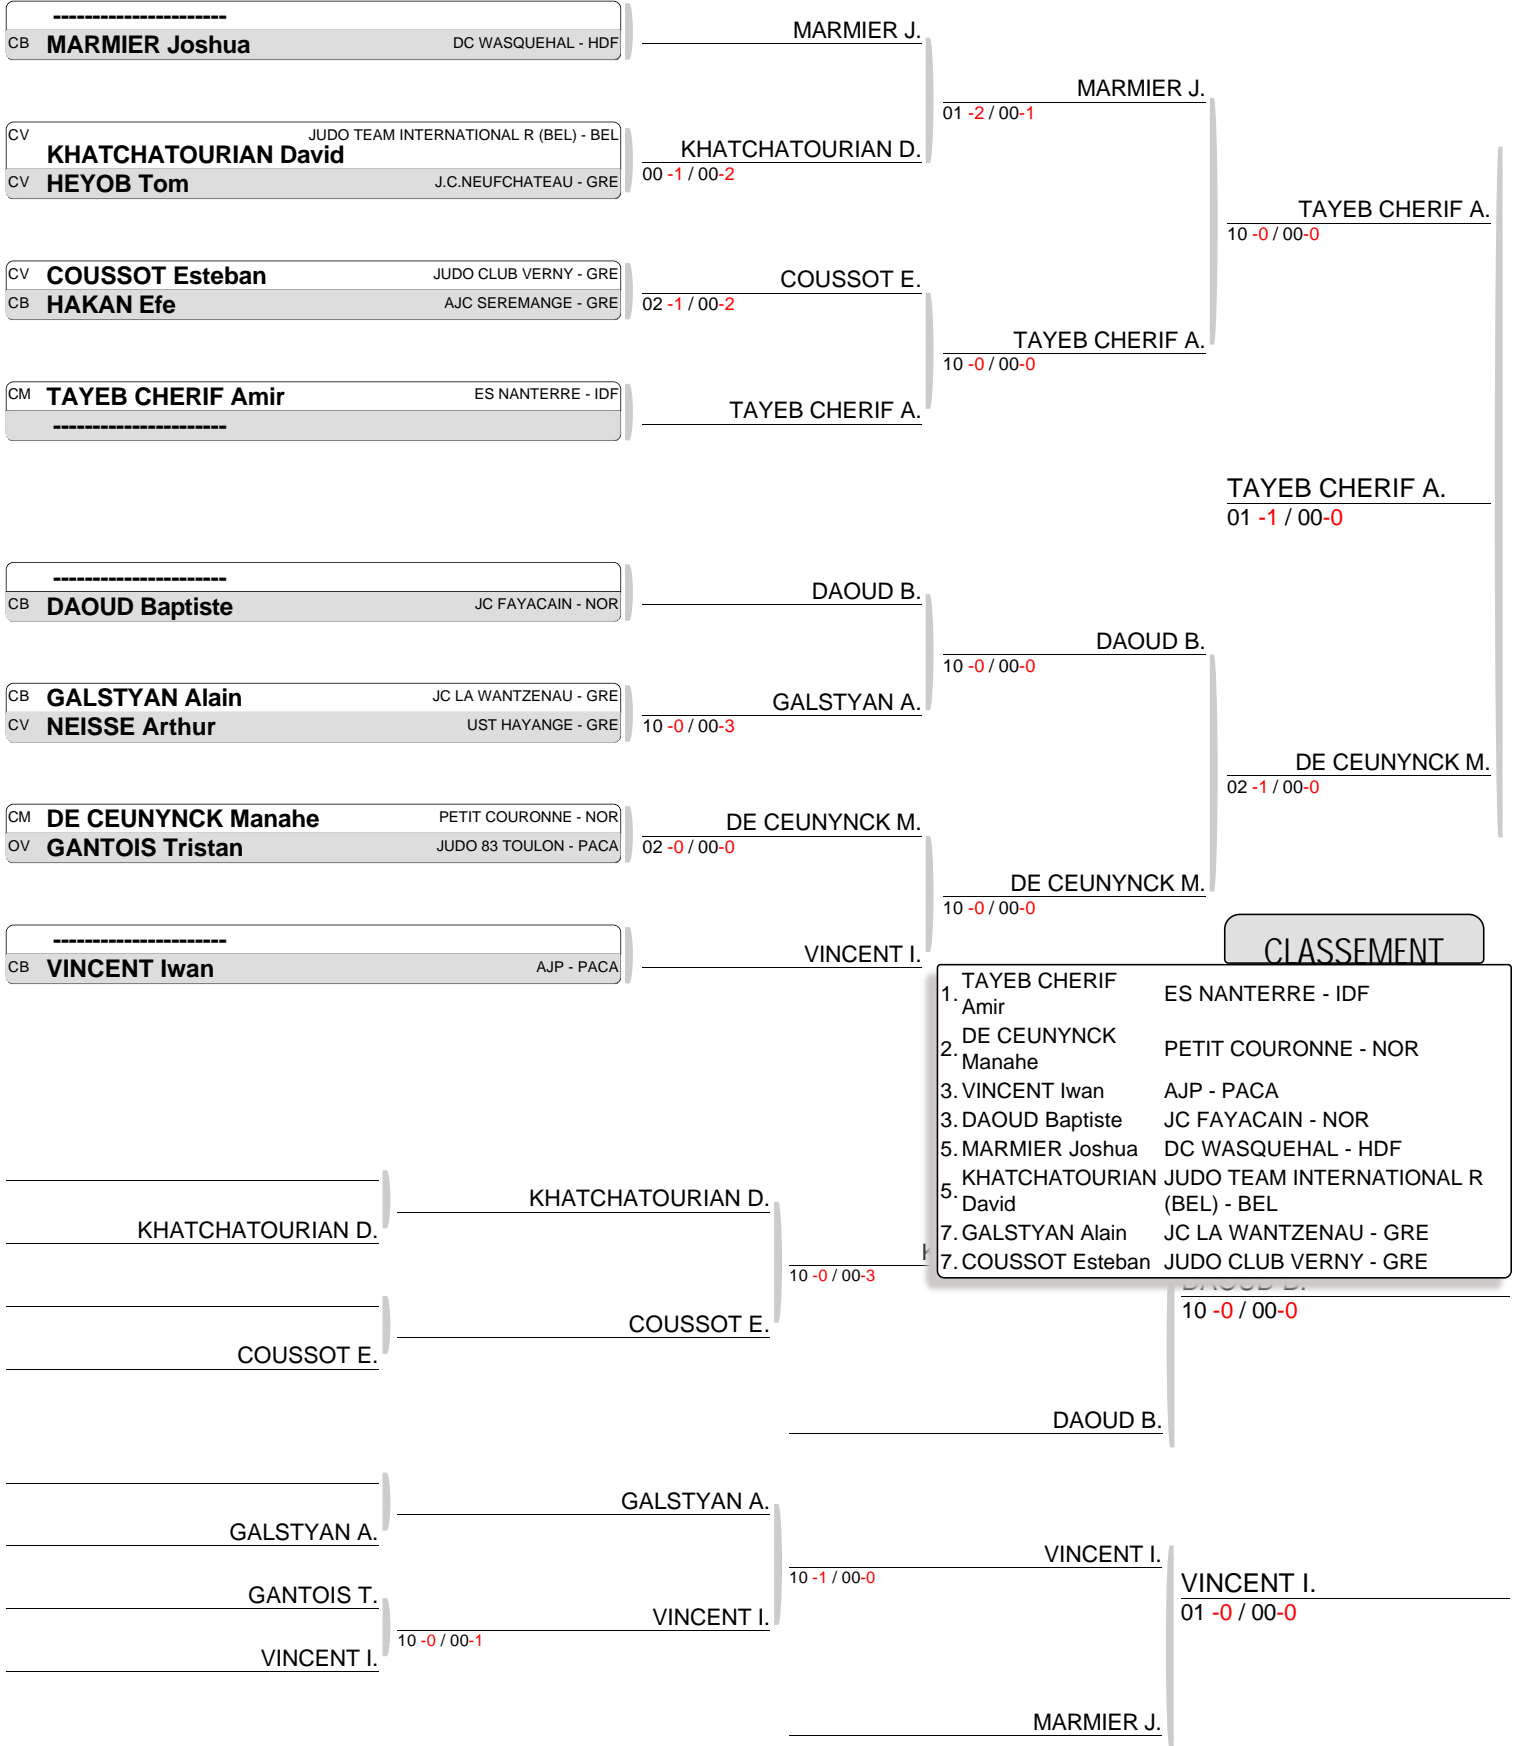 ----------------------
CB MARMIER Joshua DC WASQUEHAL - HDF
MARMIER J.
MARMIER J.
01 -2 / 00-1
CV JUDO TEAM INTERNATIONAL R (BEL) - BEL
KHATCHATOURIAN David
CV HEYOB Tom J.C.NEUFCHATEAU - GRE
KHATCHATOURIAN D.
00 -1 / 00-2
TAYEB CHERIF A.
10 -0 / 00-0
CV COUSSOT Esteban JUDO CLUB VERNY - GRE
CB HAKAN Efe AJC SEREMANGE - GRE
COUSSOT E.
02 -1 / 00-2
TAYEB CHERIF A.
10 -0 / 00-0
CM TAYEB CHERIF Amir ES NANTERRE - IDF
----------------------
TAYEB CHERIF A.
TAYEB CHERIF A.
01 -1 / 00-0
----------------------
CB DAOUD Baptiste JC FAYACAIN - NOR
DAOUD B.
DAOUD B.
10 -0 / 00-0
CB GALSTYAN Alain JC LA WANTZENAU - GRE
CV NEISSE Arthur UST HAYANGE - GRE
GALSTYAN A.
10 -0 / 00-3
DE CEUNYNCK M.
02 -1 / 00-0
CM DE CEUNYNCK Manahe PETIT COURONNE - NOR
OV GANTOIS Tristan JUDO 83 TOULON - PACA
DE CEUNYNCK M.
02 -0 / 00-0
DE CEUNYNCK M.
10 -0 / 00-0
----------------------
CB VINCENT Iwan AJP - PACA
VINCENT I.
CLASSEMENT
1. TAYEB CHERIF Amir ES NANTERRE - IDF
2. DE CEUNYNCK Manahe PETIT COURONNE - NOR
3. VINCENT Iwan AJP - PACA
3. DAOUD Baptiste JC FAYACAIN - NOR
5. MARMIER Joshua DC WASQUEHAL - HDF
5. KHATCHATOURIAN David JUDO TEAM INTERNATIONAL R (BEL) - BEL
7. GALSTYAN Alain JC LA WANTZENAU - GRE
7. COUSSOT Esteban JUDO CLUB VERNY - GRE
KHATCHATOURIAN D.
KHATCHATOURIAN D.
10 -0 / 00-3
DAOUD B.
10 -0 / 00-0
COUSSOT E.
COUSSOT E.
DAOUD B.
GALSTYAN A.
GALSTYAN A.
VINCENT I.
10 -1 / 00-0
VINCENT I.
01 -0 / 00-0
GANTOIS T.
VINCENT I.
10 -0 / 00-1
VINCENT I.
MARMIER J.